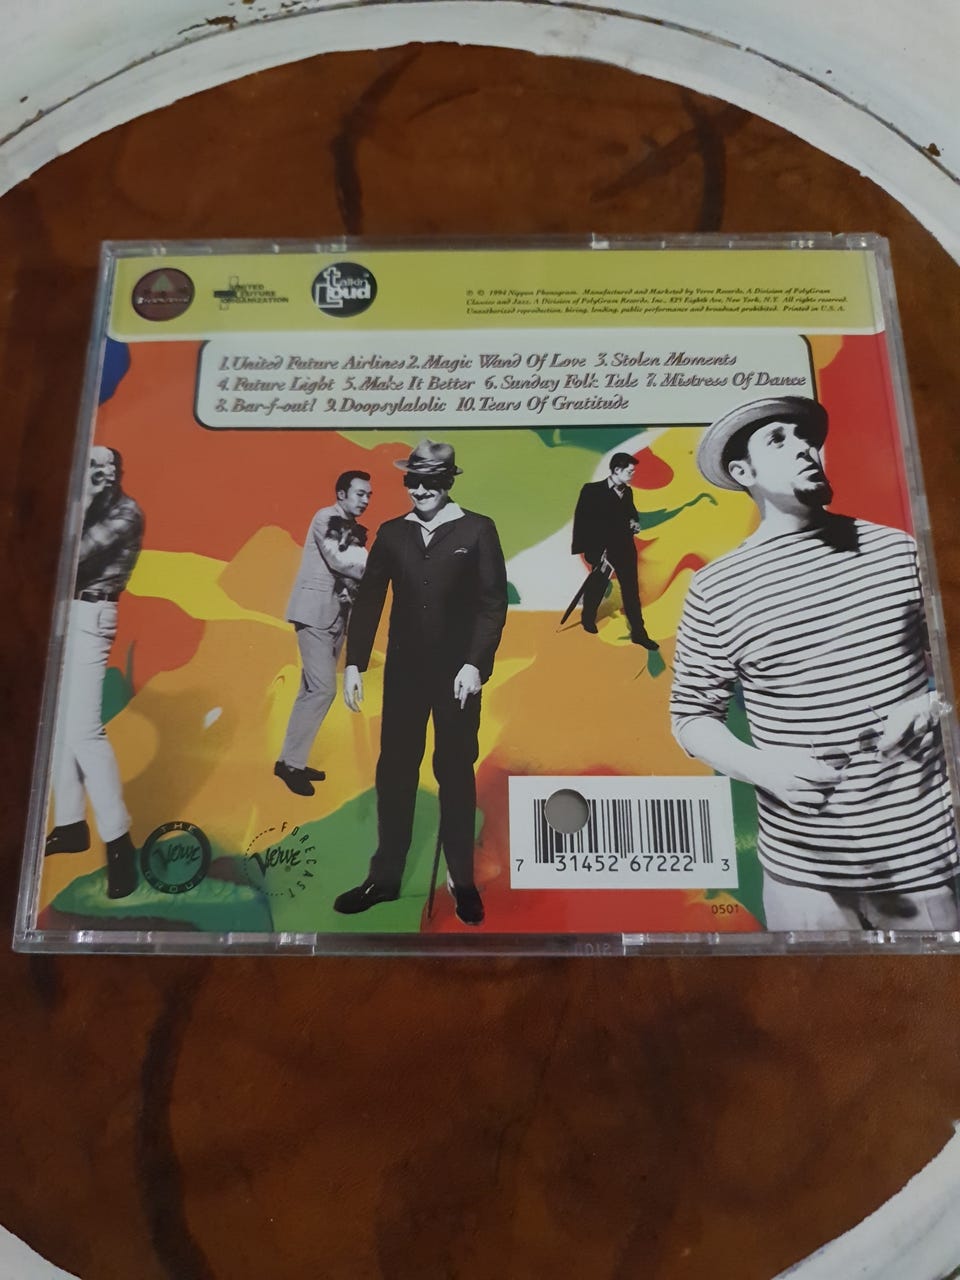 UNITED
FUTURE
ORGANIZATION
talkin
loud
℗ © 1994 Nippon Phonogram. Manufactured and Marketed by Verve Records, A Division of PolyGram
Classics and Jazz. A Division of PolyGram Records, Inc., 825 Eighth Ave, New York, N.Y. All rights reserved.
Unauthorized reproduction, hiring, lending, public performance and broadcast prohibited. Printed in U.S.A.
1. United Future Airlines 2. Magic Wand Of Love 3. Stolen Moments
4. Future Light 5. Make It Better 6. Sunday Folk Tale 7. Mistress Of Dance
8. Bar-f-out! 9. Doopsylalolic 10. Tears Of Gratitude
THE
Verve
GROUP
Verve
FORECAST
7 31452 67222 3
0501